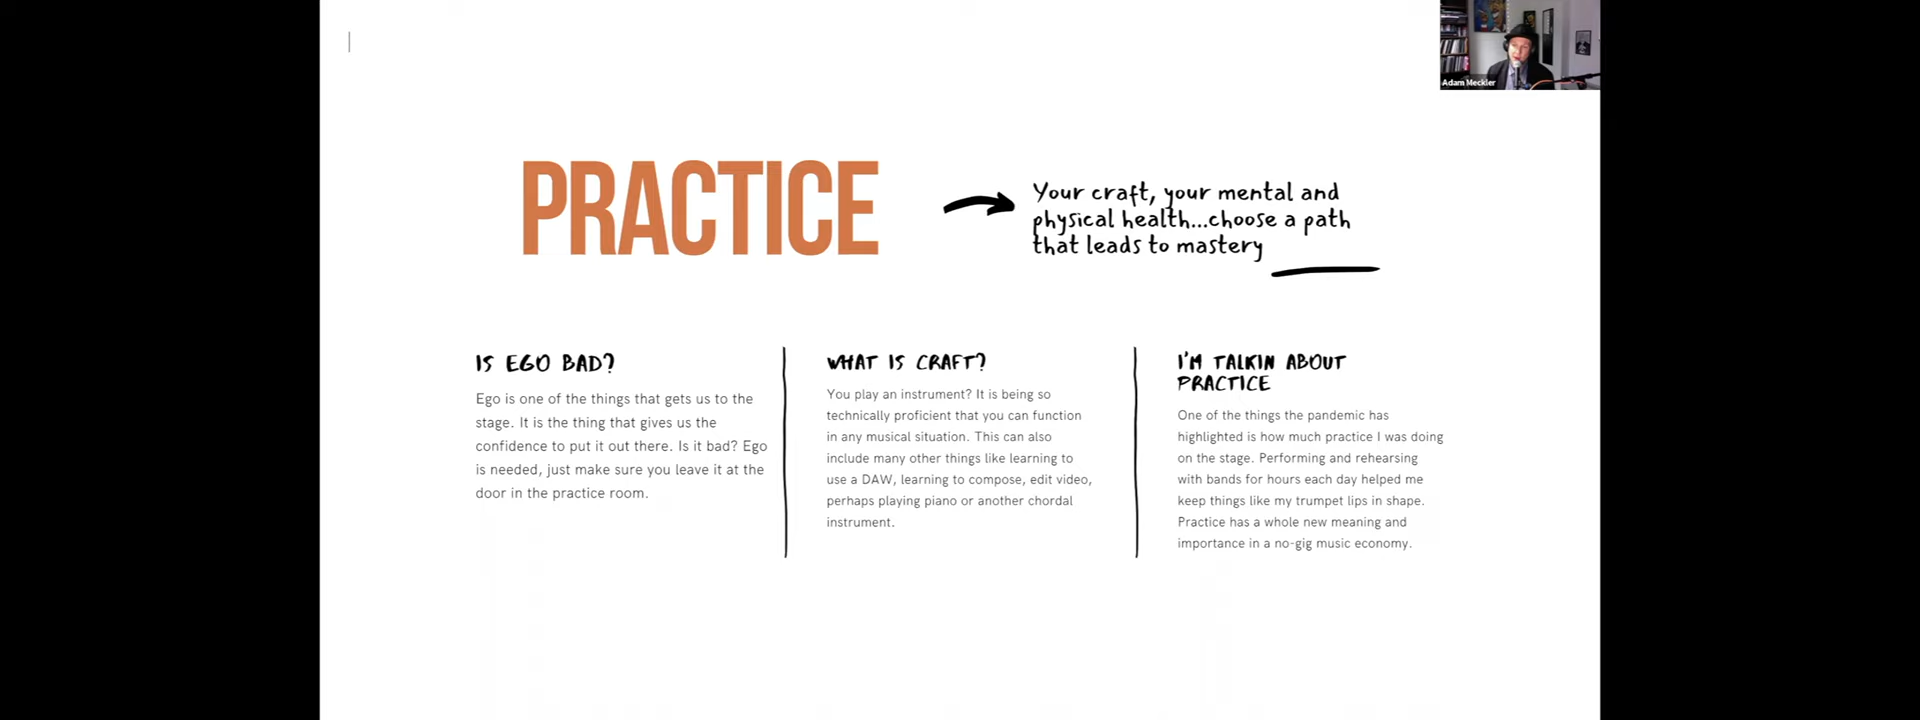 Adam Meckler
PRACTICE
Your craft, your mental and
physical health...choose a path
that leads to mastery
IS EGO BAD?
Ego is one of the things that gets us to the
stage. It is the thing that gives us the
confidence to put it out there. Is it bad? Ego
is needed, just make sure you leave it at the
door in the practice room.
WHAT IS CRAFT?
You play an instrument? It is being so
technically proficient that you can function
in any musical situation. This can also
include many other things like learning to
use a DAW, learning to compose, edit video,
perhaps playing piano or another chordal
instrument.
I'M TALKIN ABOUT
PRACTICE
One of the things the pandemic has
highlighted is how much practice I was doing
on the stage. Performing and rehearsing
with bands for hours each day helped me
keep things like my trumpet lips in shape.
Practice has a whole new meaning and
importance in a no-gig music economy.